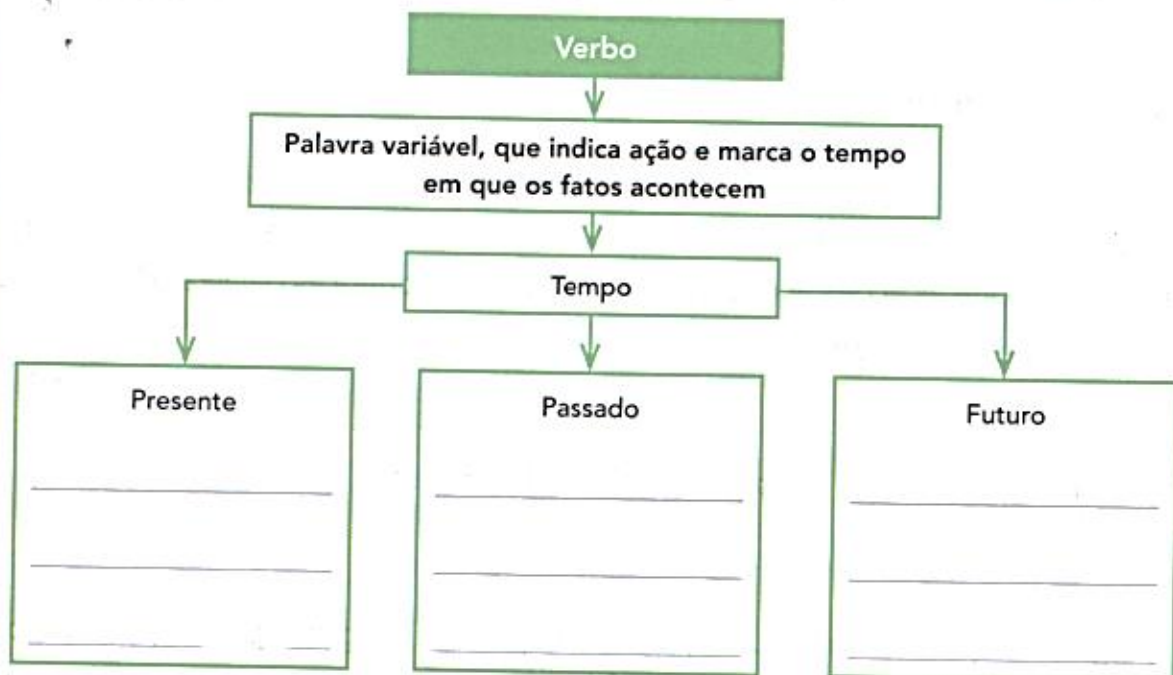 Verbo
Palavra variável, que indica ação e marca o tempo
em que os fatos acontecem
Tempo
Presente
Passado
Futuro